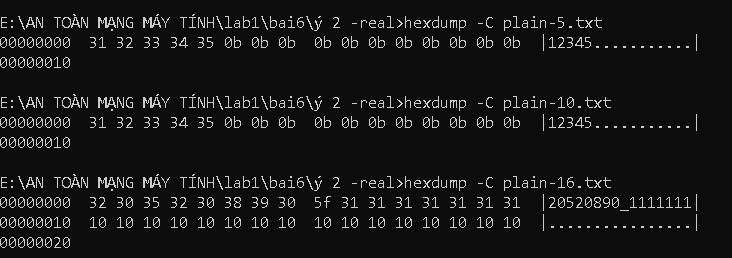 E:\AN TOÀN MẠNG MÁY TÍNH\lab1\bai6\ý 2 -real>hexdump -C plain-5.txt
00000000  31 32 33 34 35 0b 0b 0b  0b 0b 0b 0b 0b 0b 0b 0b  |12345...........|
00000010
E:\AN TOÀN MẠNG MÁY TÍNH\lab1\bai6\ý 2 -real>hexdump -C plain-10.txt
00000000  31 32 33 34 35 0b 0b 0b  0b 0b 0b 0b 0b 0b 0b 0b  |12345...........|
00000010
E:\AN TOÀN MẠNG MÁY TÍNH\lab1\bai6\ý 2 -real>hexdump -C plain-16.txt
00000000  32 30 35 32 30 38 39 30  5f 31 31 31 31 31 31 31  |20520890_1111111|
00000010  10 10 10 10 10 10 10 10  10 10 10 10 10 10 10 10  |................|
00000020